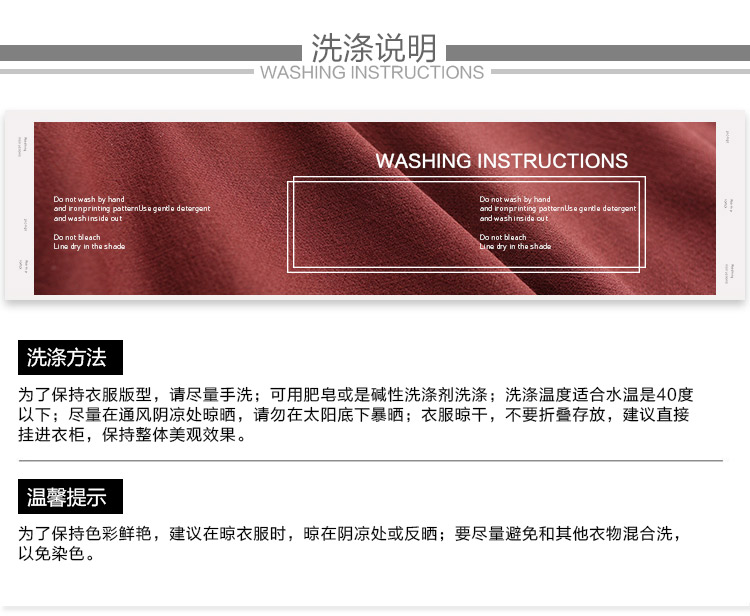 洗涤说明
WASHING INSTRUCTIONS
WASHING INSTRUCTIONS
Do not wash by hand
and iron printing patternUse gentle detergent
and wash inside out
Do not bleach
Line dry in the shade
Do not wash by hand
and iron printing patternUse gentle detergent
and wash inside out
Do not bleach
Line dry in the shade
洗涤方法
为了保持衣服版型，请尽量手洗；可用肥皂或是碱性洗涤剂洗涤；洗涤温度适合水温是40度
以下；尽量在通风阴凉处晾晒，请勿在太阳底下暴晒；衣服晾干，不要折叠存放，建议直接
挂进衣柜，保持整体美观效果。
温馨提示
为了保持色彩鲜艳，建议在晾衣服时，晾在阴凉处或反晒；要尽量避免和其他衣物混合洗，
以免染色。